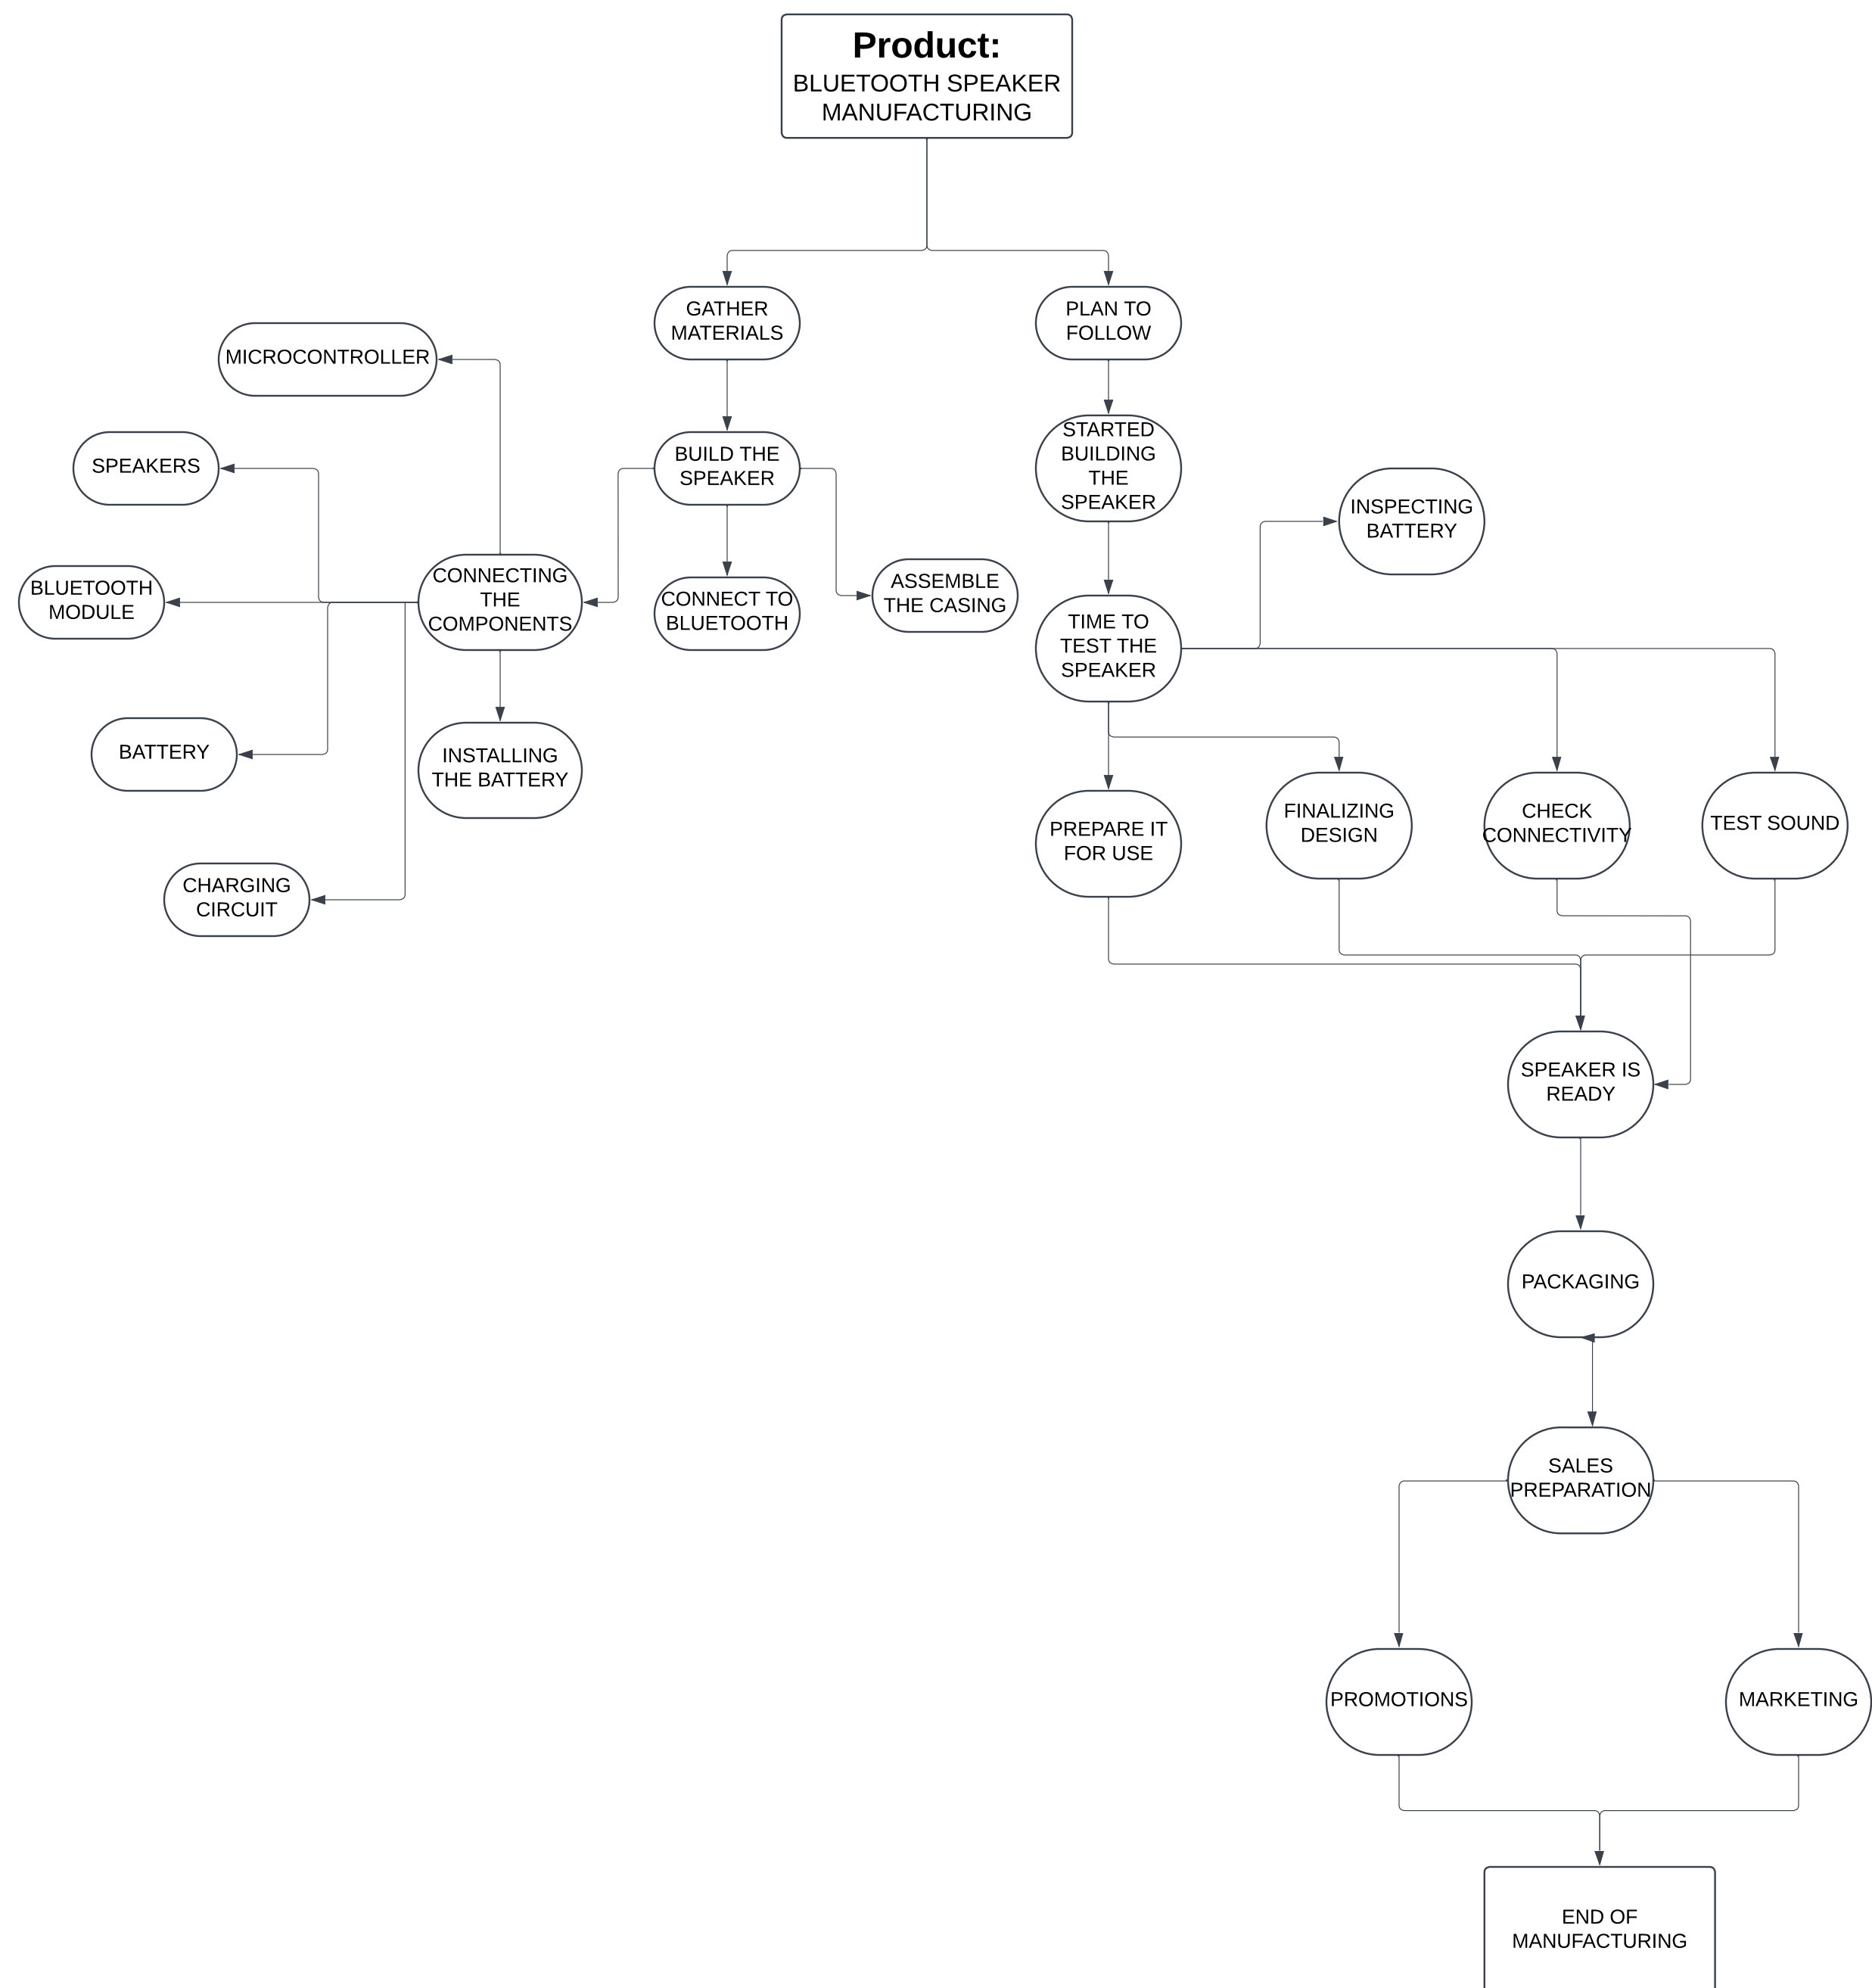 Product:
BLUETOOTH SPEAKER
MANUFACTURING
GATHER
MATERIALS
PLAN TO
FOLLOW
MICROCONTROLLER
SPEAKERS
BUILD THE
SPEAKER
STARTED
BUILDING
THE
SPEAKER
INSPECTING
BATTERY
BLUETOOTH
MODULE
CONNECTING
THE
COMPONENTS
CONNECT TO
BLUETOOTH
ASSEMBLE
THE CASING
TIME TO
TEST THE
SPEAKER
BATTERY
INSTALLING
THE BATTERY
PREPARE IT
FOR USE
FINALIZING
DESIGN
CHECK
CONNECTIVITY
TEST SOUND
CHARGING
CIRCUIT
SPEAKER IS
READY
PACKAGING
SALES
PREPARATION
PROMOTIONS
MARKETING
END OF
MANUFACTURING